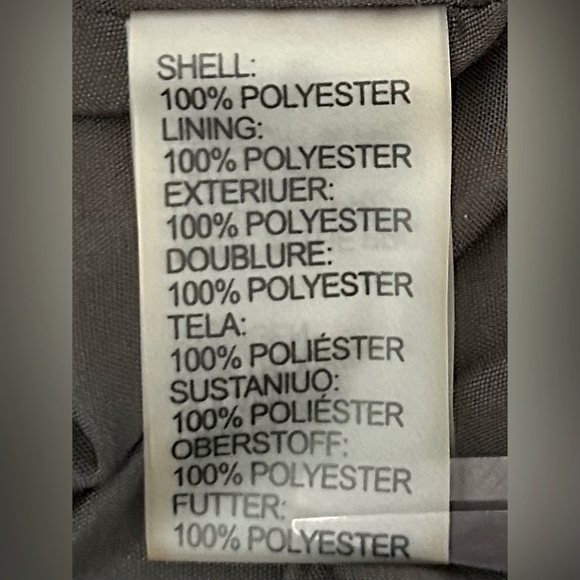 SHELL:
100% POLYESTER
LINING:
100% POLYESTER
EXTERIUER:
100% POLYESTER
DOUBLURE:
100% POLYESTER
TELA:
100% POLIÉSTER
SUSTANIUO:
100% POLIÉSTER
OBERSTOFF:
100% POLYESTER
FUTTER:
100% POLYESTER